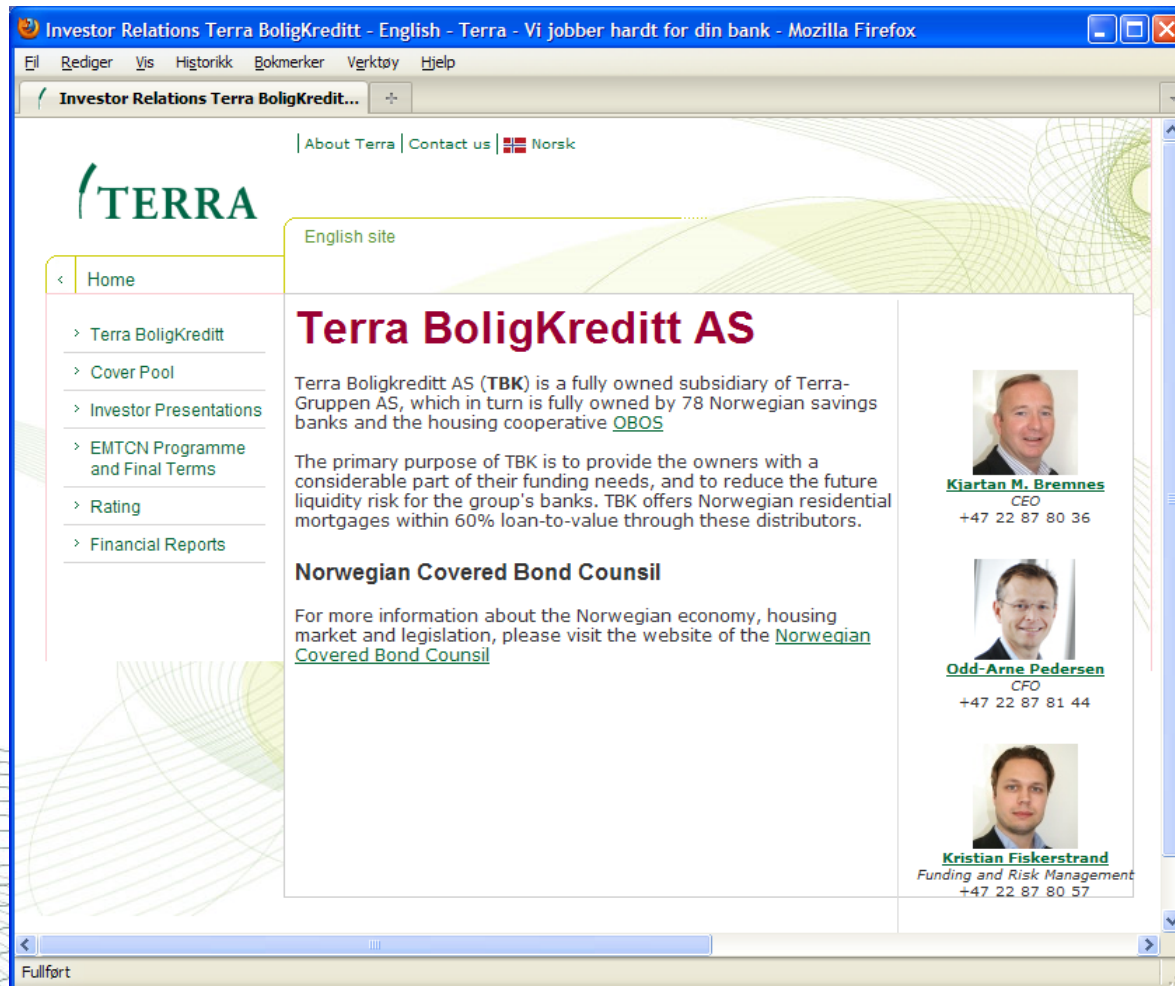 Investor Relations Terra BoligKreditt - English - Terra - Vi jobber hardt for din bank - Mozilla Firefox
Fil Rediger Vis Historikk Bokmerker Verktøy Hjelp
Investor Relations Terra BoligKredit...
About Terra Contact us Norsk
TERRA
English site
< Home
> Terra BoligKreditt
> Cover Pool
> Investor Presentations
> EMTCN Programme
and Final Terms
> Rating
> Financial Reports
Terra BoligKreditt AS
Terra Boligkreditt AS (TBK) is a fully owned subsidiary of Terra-
Gruppen AS, which in turn is fully owned by 78 Norwegian savings
banks and the housing cooperative OBOS
The primary purpose of TBK is to provide the owners with a
considerable part of their funding needs, and to reduce the future
liquidity risk for the group's banks. TBK offers Norwegian residential
mortgages within 60% loan-to-value through these distributors.
Norwegian Covered Bond Counsil
For more information about the Norwegian economy, housing
market and legislation, please visit the website of the Norwegian
Covered Bond Counsil
Kjartan M. Bremnes
CEO
+47 22 87 80 36
Odd-Arne Pedersen
CFO
+47 22 87 81 44
Kristian Fiskerstrand
Funding and Risk Management
+47 22 87 80 57
Fullført